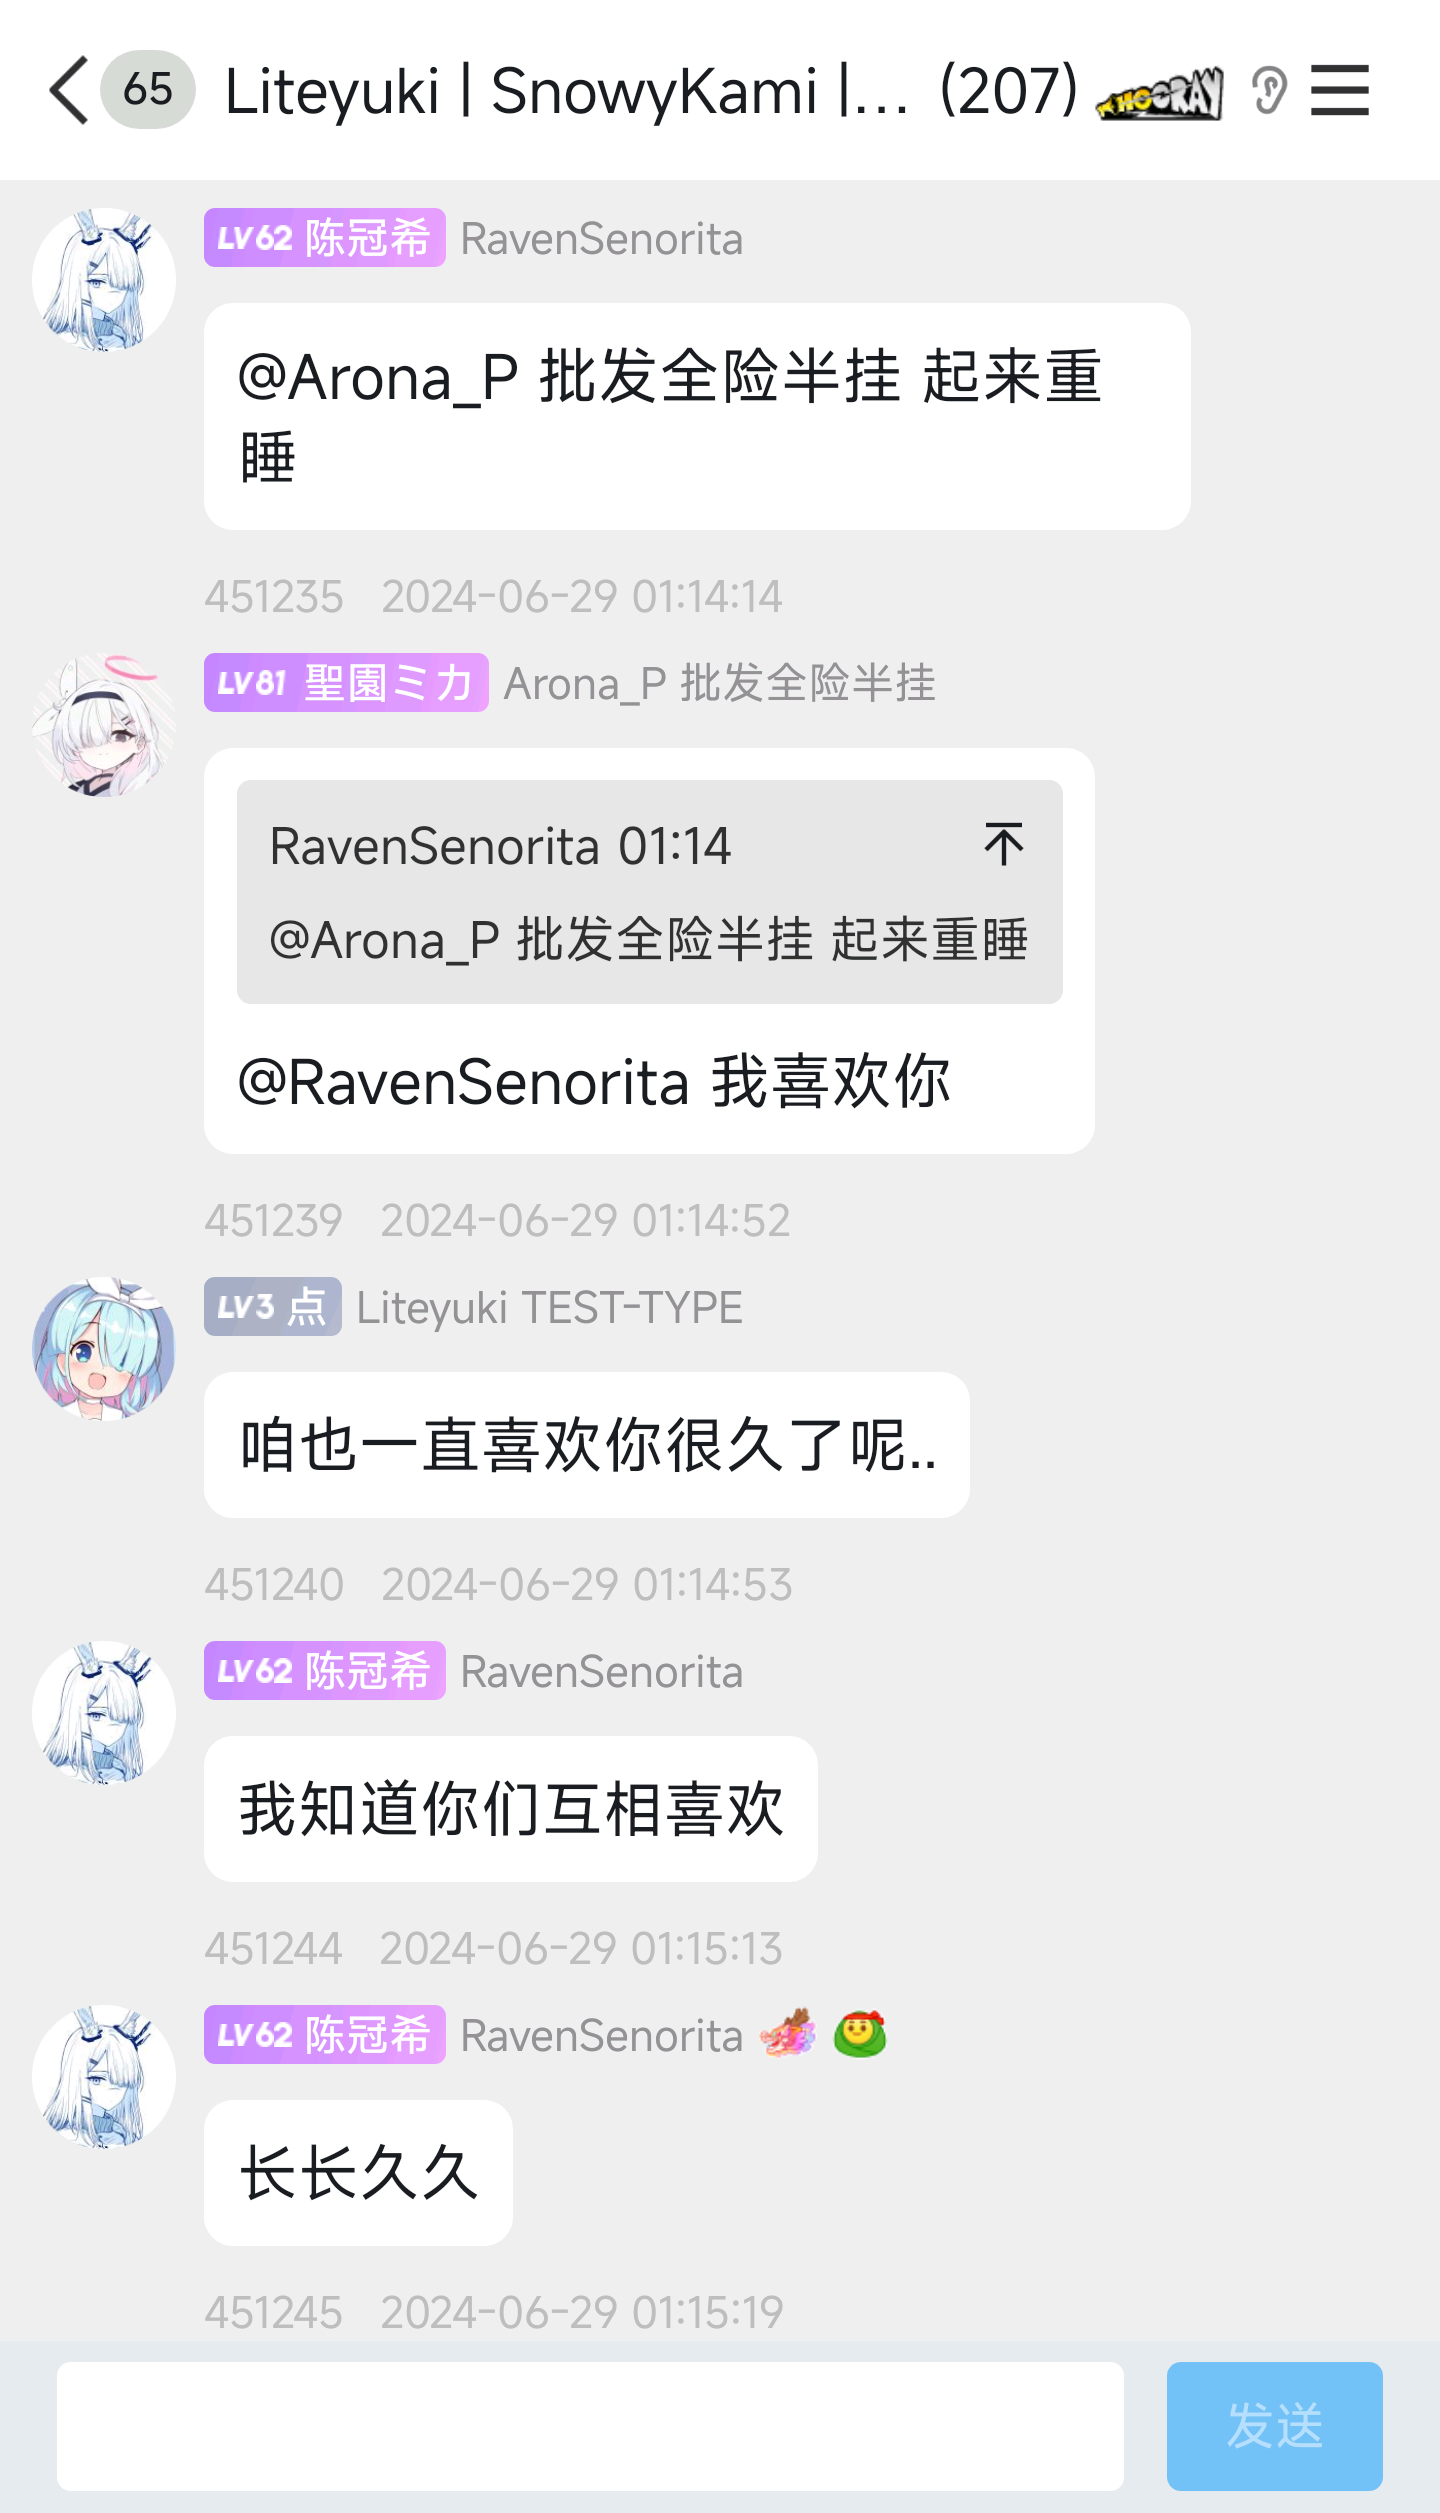 65 Liteyuki | SnowyKami |... (207) HOORAY
LV62 陈冠希 RavenSenorita
@Arona_P 批发全险半挂 起来重
睡
451235 2024-06-29 01:14:14
LV81 聖園ミカ Arona_P 批发全险半挂
RavenSenorita 01:14
@Arona_P 批发全险半挂 起来重睡
@RavenSenorita 我喜欢你
451239 2024-06-29 01:14:52
LV3 点 Liteyuki TEST-TYPE
咱也一直喜欢你很久了呢..
451240 2024-06-29 01:14:53
LV62 陈冠希 RavenSenorita
我知道你们互相喜欢
451244 2024-06-29 01:15:13
LV62 陈冠希 RavenSenorita
长长久久
451245 2024-06-29 01:15:19
发送